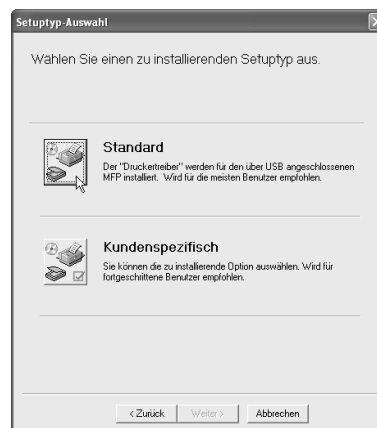 Setuptyp-Auswahl
Wählen Sie einen zu installierenden Setuptyp aus.
Standard
Der "Druckertreiber" werden für den über USB angeschlossenen
MFP installiert. Wird für die meisten Benutzer empfohlen.
Kundenspezifisch
Sie können die zu installierende Option auswählen. Wird für
fortgeschrittene Benutzer empfohlen.
< Zurück Weiter > Abbrechen